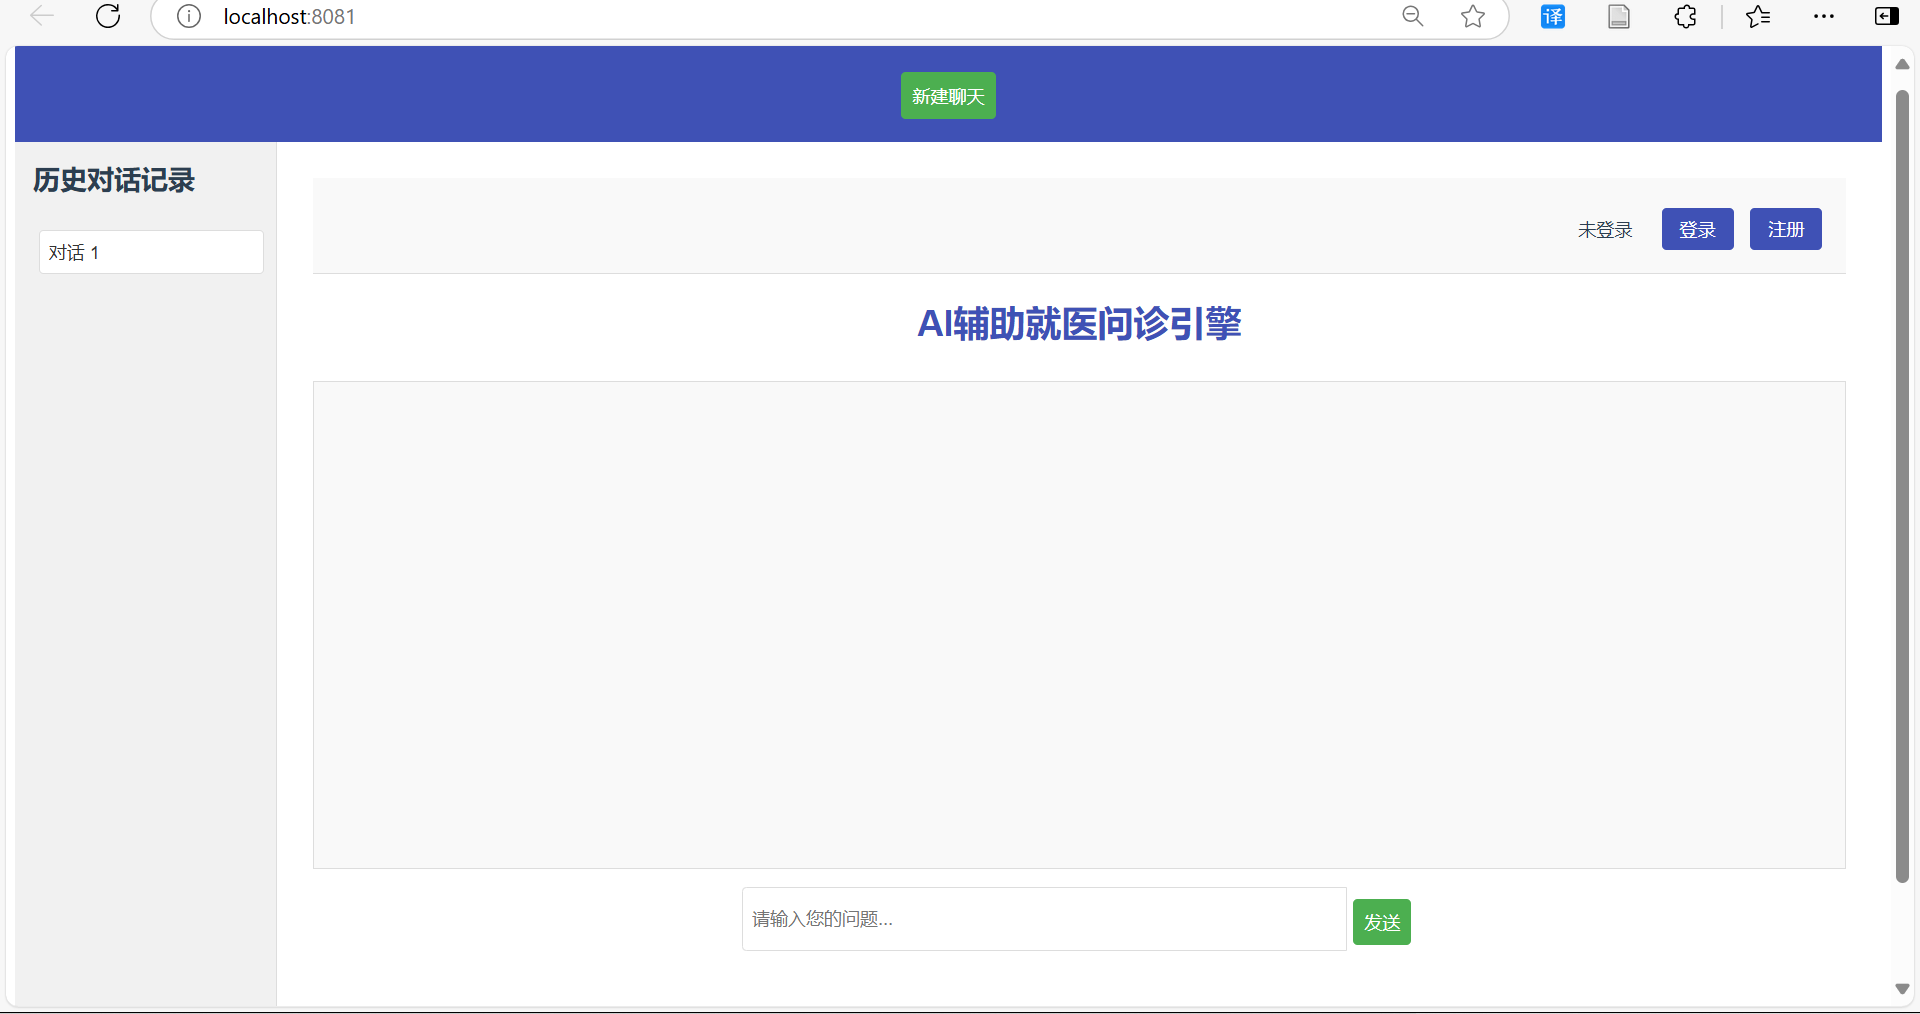 localhost:8081
译
新建聊天
历史对话记录
对话 1
未登录
登录
注册
AI辅助就医问诊引擎
请输入您的问题...
发送